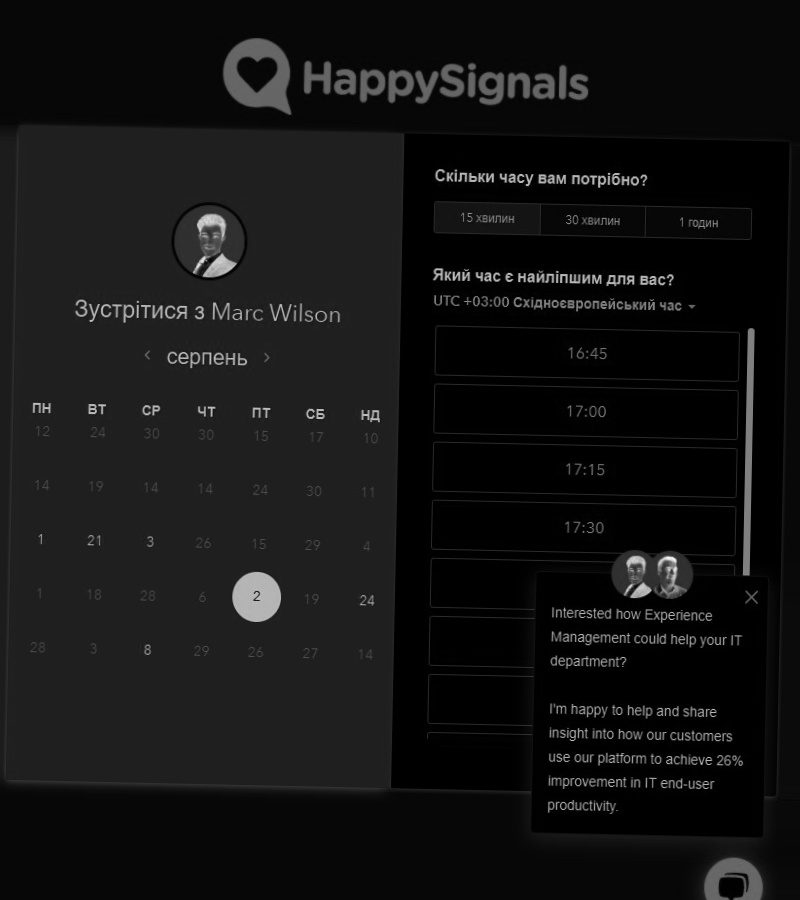 HappySignals
Зустрітися з Marc Wilson
серпень
ПН ВТ СР ЧТ ПТ СБ НД
12 24 30 30 15 17 10
14 19 14 14 24 30 11
1 21 3 26 15 29 4
1 18 28 6 2 19 24
28 3 8 29 26 27 14
Скільки часу вам потрібно?
15 хвилин 30 хвилин 1 годин
Який час є найліпшим для вас?
UTC +03:00 Східноєвропейський час
16:45
17:00
17:15
17:30
Interested how Experience
Management could help your IT
department?
I'm happy to help and share
insight into how our customers
use our platform to achieve 26%
improvement in IT end-user
productivity.